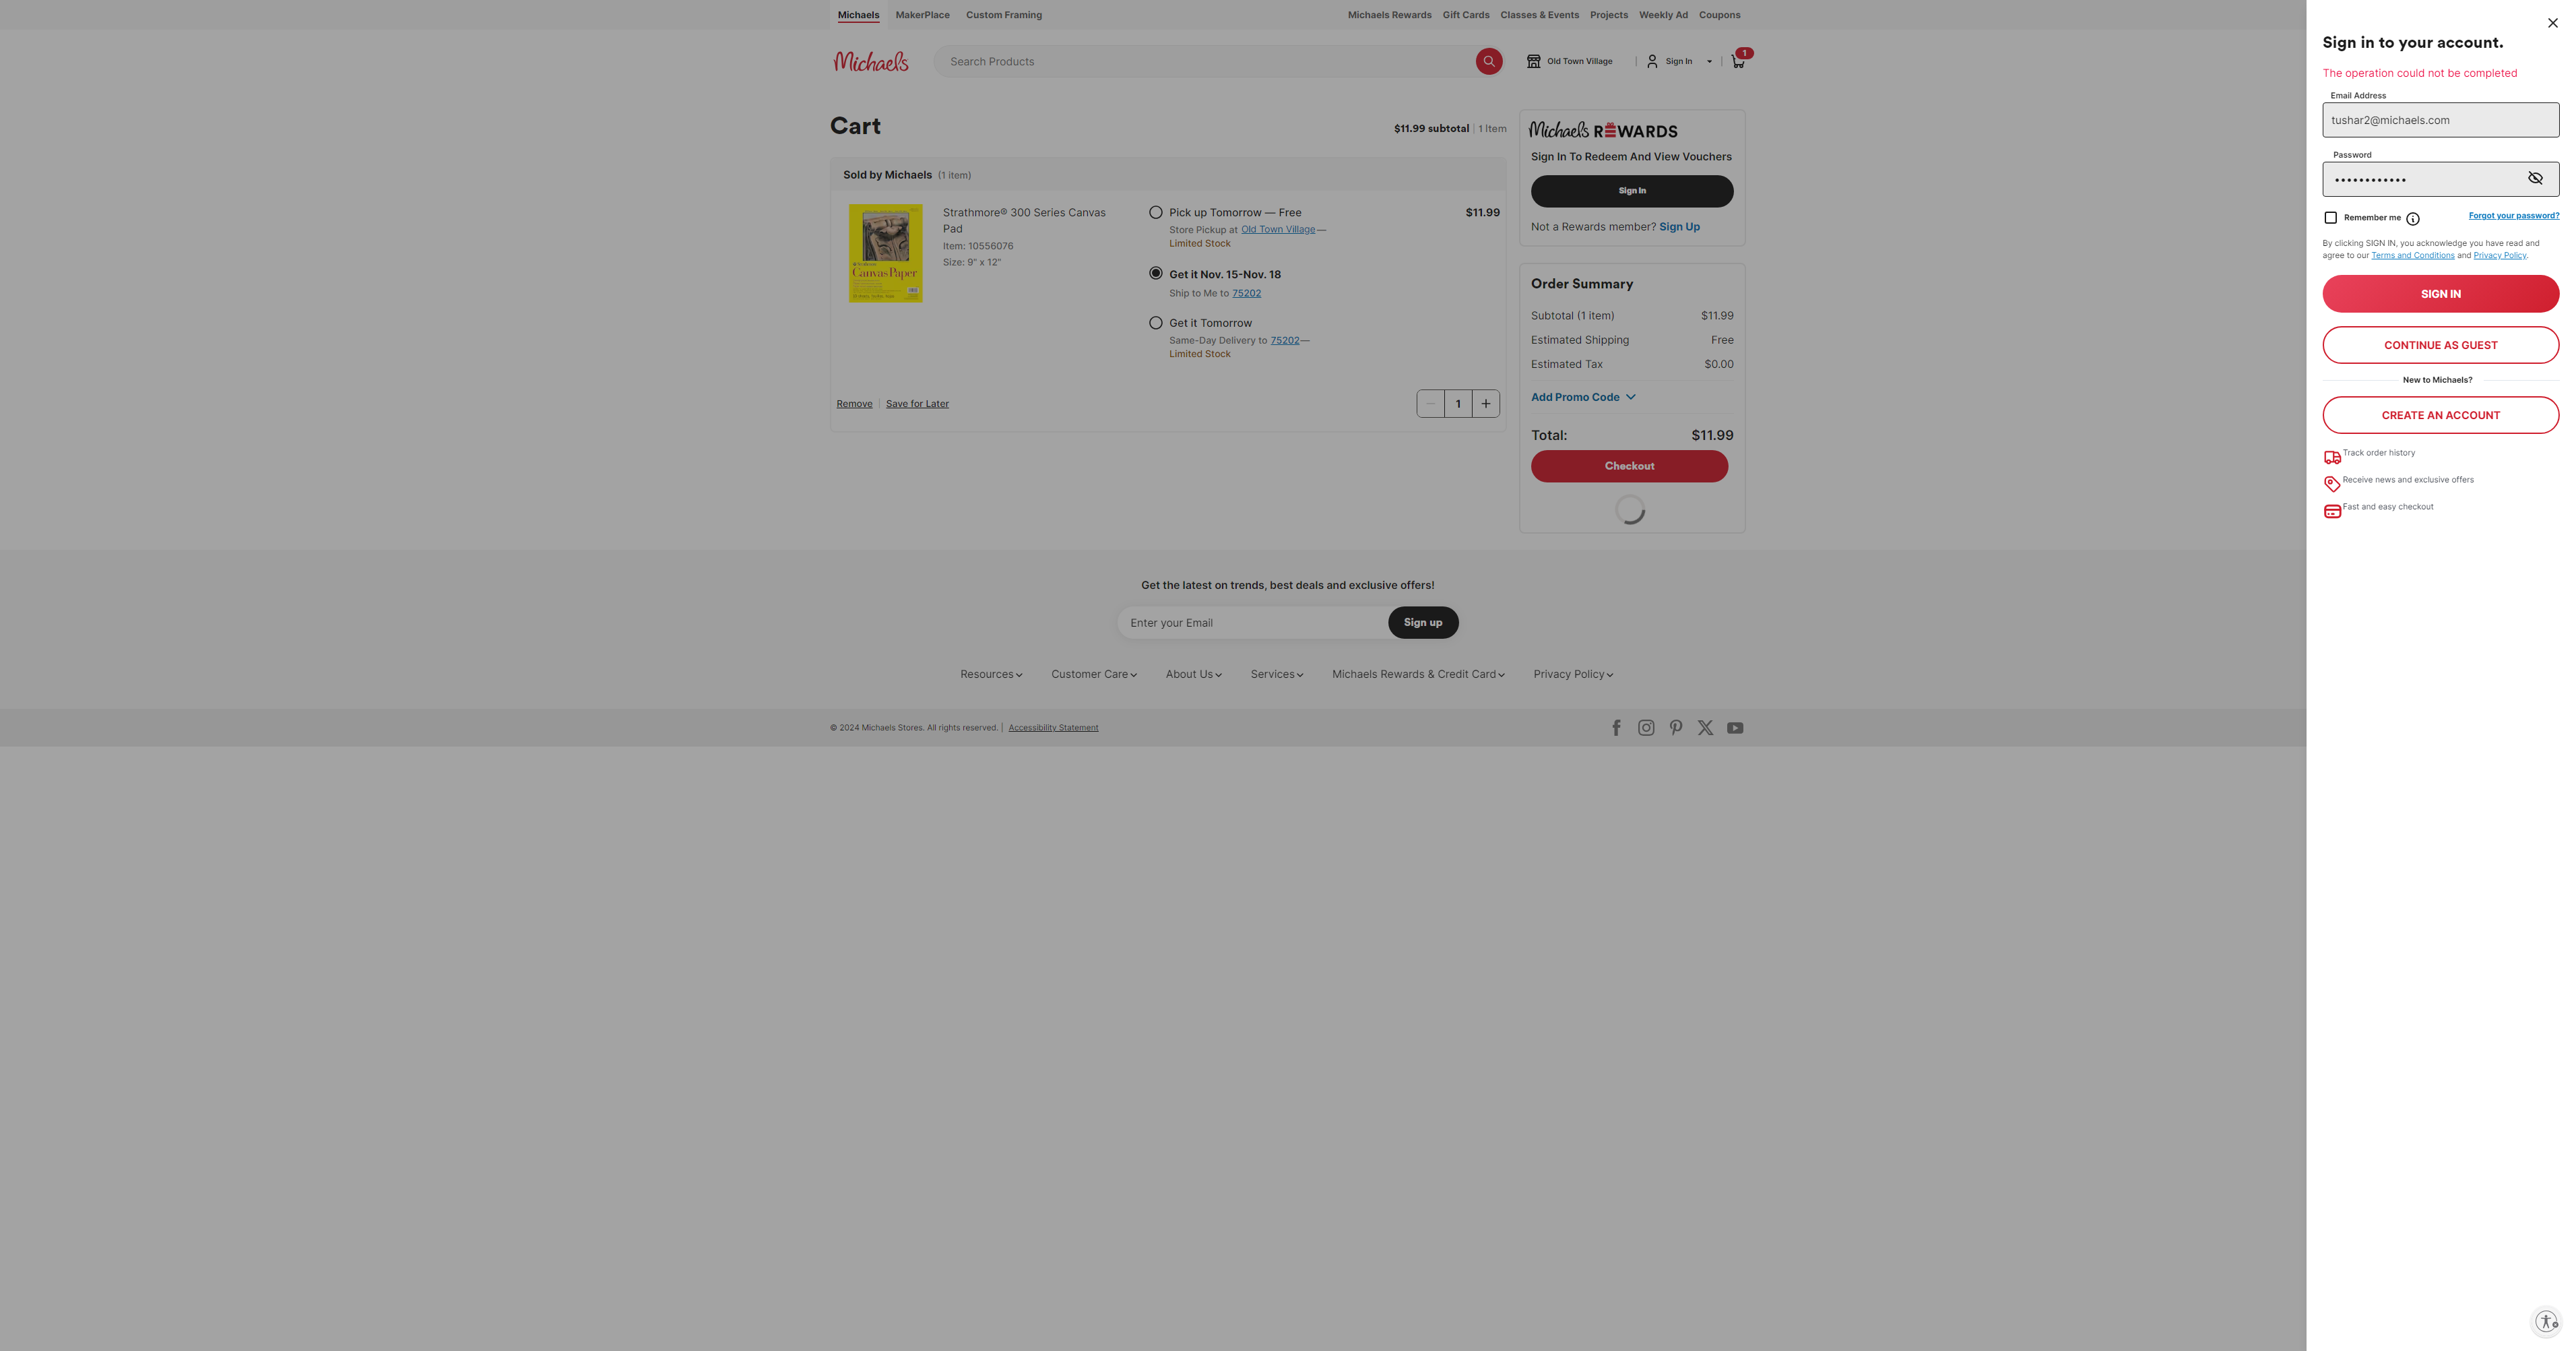 Michaels
MakerPlace
Custom Framing
Michaels Rewards
Gift Cards
Classes & Events
Projects
Weekly Ad
Coupons
Michaels
Search Products
Old Town Village
Sign In
1
Cart
$11.99 subtotal | 1 Item
Sold by Michaels (1 item)
Strathmore® 300 Series Canvas
Pad
Item: 10556076
Size: 9" x 12"
Canvas Paper
Pick up Tomorrow — Free
Store Pickup at Old Town Village —
Limited Stock
Get it Nov. 15-Nov. 18
Ship to Me to 75202
Get it Tomorrow
Same-Day Delivery to 75202—
Limited Stock
$11.99
Remove | Save for Later
1
Michaels REWARDS
Sign In To Redeem And View Vouchers
Sign In
Not a Rewards member? Sign Up
Order Summary
Subtotal (1 item) $11.99
Estimated Shipping Free
Estimated Tax $0.00
Add Promo Code
Total: $11.99
Checkout
Get the latest on trends, best deals and exclusive offers!
Enter your Email
Sign up
Resources
Customer Care
About Us
Services
Michaels Rewards & Credit Card
Privacy Policy
© 2024 Michaels Stores. All rights reserved. | Accessibility Statement
Sign in to your account.
The operation could not be completed
Email Address
tushar2@michaels.com
Password
••••••••••••
Remember me
Forgot your password?
By clicking SIGN IN, you acknowledge you have read and
agree to our Terms and Conditions and Privacy Policy.
SIGN IN
CONTINUE AS GUEST
New to Michaels?
CREATE AN ACCOUNT
Track order history
Receive news and exclusive offers
Fast and easy checkout